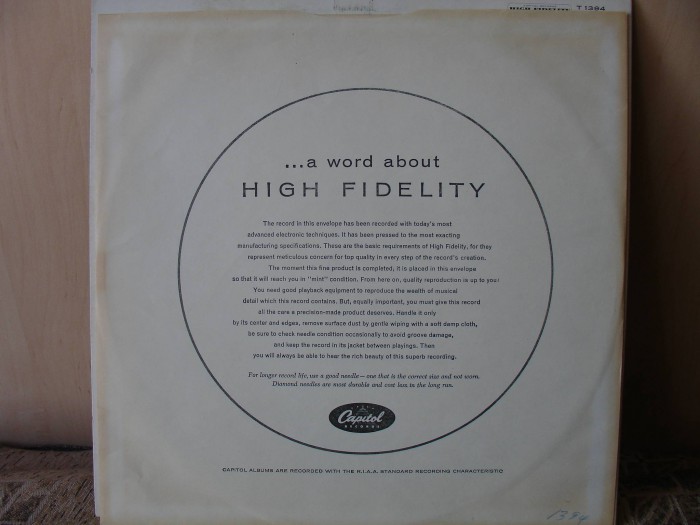 HIGH FIDELITY T 1384
...a word about
HIGH FIDELITY
The record in this envelope has been recorded with today's most
advanced electronic techniques. It has been pressed to the most exacting
manufacturing specifications. These are the basic requirements of High Fidelity, for they
represent meticulous concern for top quality in every step of the record's creation.
The moment this fine product is completed, it is placed in this envelope
so that it will reach you in "mint" condition. From here on, quality reproduction is up to you!
You need good playback equipment to reproduce the wealth of musical
detail which this record contains. But, equally important, you must give this record
all the care a precision-made product deserves. Handle it only
by its center and edges, remove surface dust by gentle wiping with a soft damp cloth,
be sure to check needle condition occasionally to avoid groove damage,
and keep the record in its jacket between playings. Then
you will always be able to hear the rich beauty of this superb recording.
For longer record life, use a good needle—one that is the correct size and not worn.
Diamond needles are most durable and cost less in the long run.
Capitol
RECORDS
CAPITOL ALBUMS ARE RECORDED WITH THE R.I.A.A. STANDARD RECORDING CHARACTERISTIC